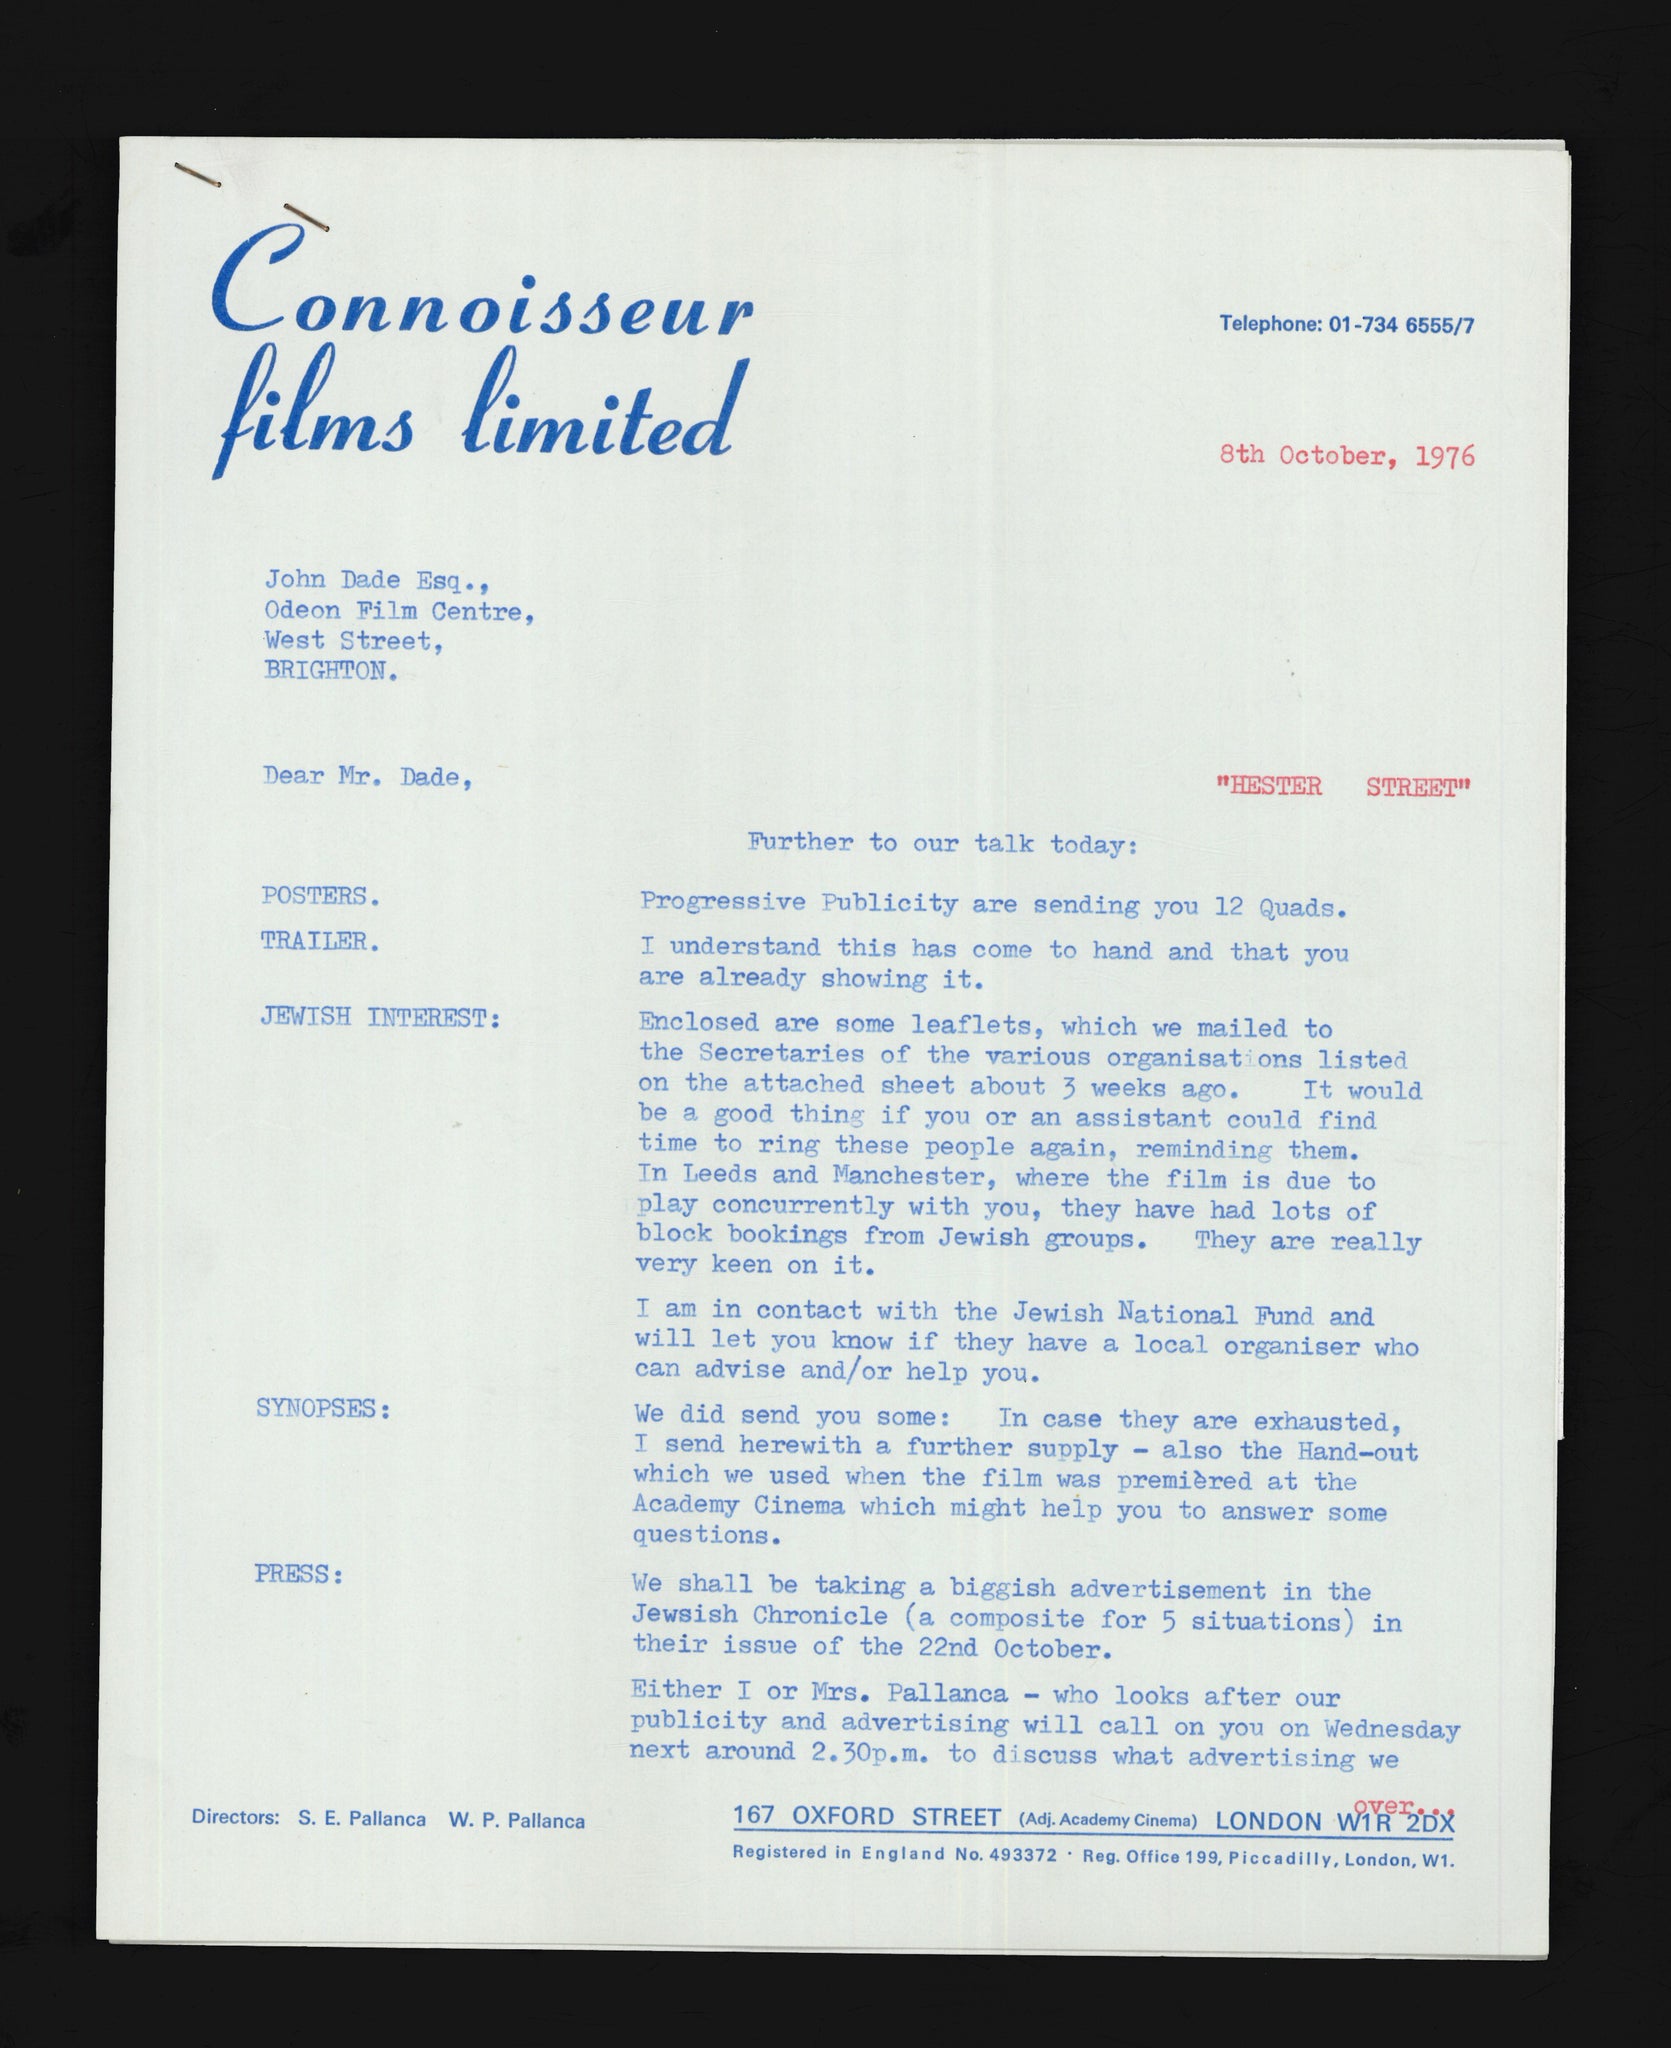 Connoisseur
films limited
Telephone: 01-734 6555/7
8th October, 1976
John Dade Esq.,
Odeon Film Centre,
West Street,
BRIGHTON.
Dear Mr. Dade,
"HESTER STREET"
Further to our talk today:
POSTERS. Progressive Publicity are sending you 12 Quads.
TRAILER. I understand this has come to hand and that you
are already showing it.
JEWISH INTEREST: Enclosed are some leaflets, which we mailed to
the Secretaries of the various organisations listed
on the attached sheet about 3 weeks ago. It would
be a good thing if you or an assistant could find
time to ring these people again, reminding them.
In Leeds and Manchester, where the film is due to
play concurrently with you, they have had lots of
block bookings from Jewish groups. They are really
very keen on it.
I am in contact with the Jewish National Fund and
will let you know if they have a local organiser who
can advise and/or help you.
SYNOPSES: We did send you some: In case they are exhausted,
I send herewith a further supply - also the Hand-out
which we used when the film was premièred at the
Academy Cinema which might help you to answer some
questions.
PRESS: We shall be taking a biggish advertisement in the
Jewsish Chronicle (a composite for 5 situations) in
their issue of the 22nd October.
Either I or Mrs. Pallanca - who looks after our
publicity and advertising will call on you on Wednesday
next around 2.30p.m. to discuss what advertising we
over...
Directors: S. E. Pallanca W. P. Pallanca
167 OXFORD STREET (Adj. Academy Cinema) LONDON W1R 2DX
Registered in England No. 493372 · Reg. Office 199, Piccadilly, London, W1.